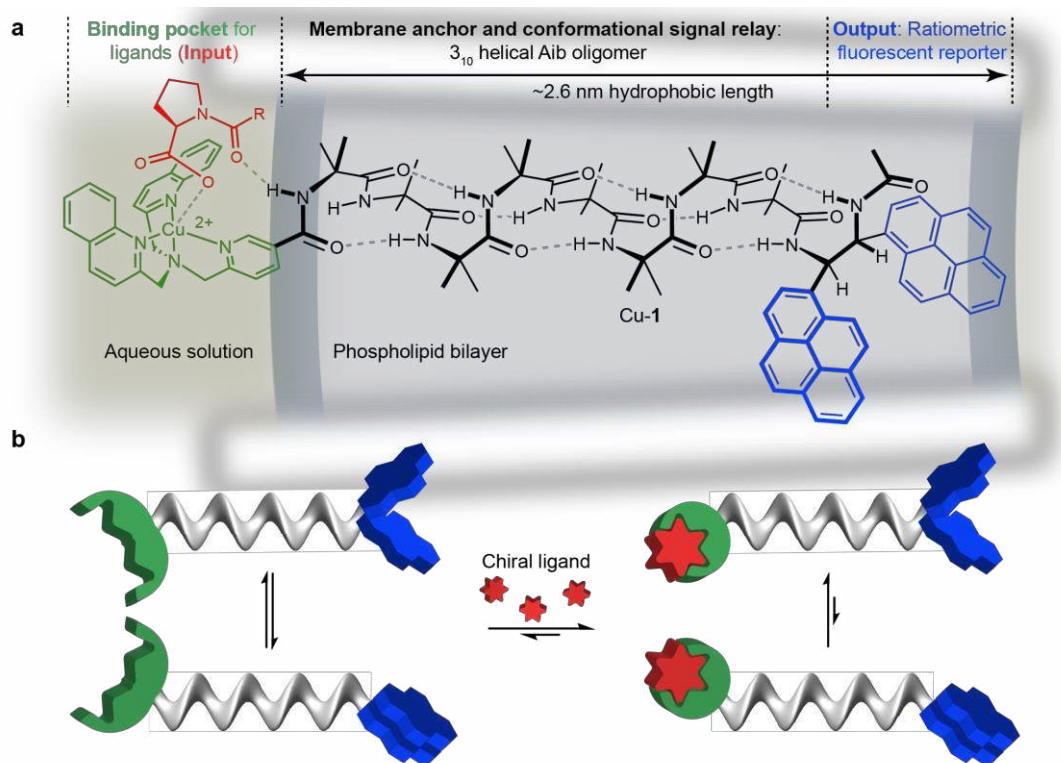 a
Binding pocket for
ligands (Input)
Membrane anchor and conformational signal relay:
3₁₀ helical Aib oligomer
Output: Ratiometric
fluorescent reporter
~2.6 nm hydrophobic length
N
R
O
O
O
H
N
Cu
2+
N
N
N
N
O
O
H
N
O
N
H
O
H
N
O
N
H
O
H
N
O
N
H
O
H
N
O
N
H
O
H
N
O
H
H
Cu-1
Aqueous solution
Phospholipid bilayer
b
Chiral ligand